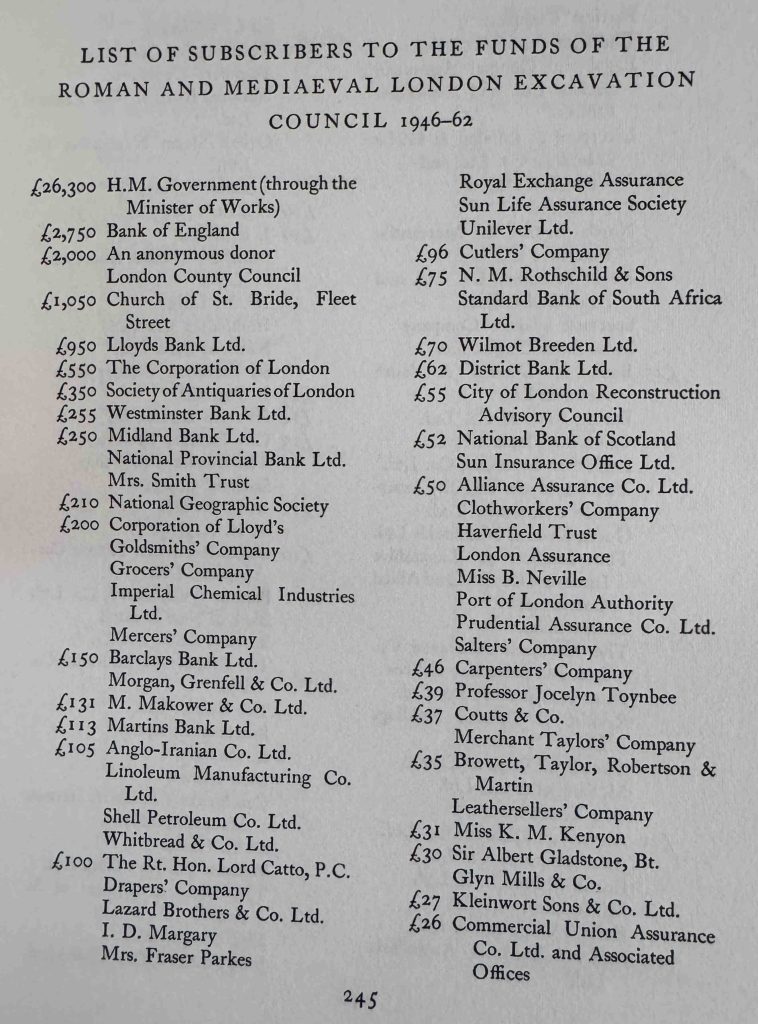 LIST OF SUBSCRIBERS TO THE FUNDS OF THE
ROMAN AND MEDIAEVAL LONDON EXCAVATION
COUNCIL 1946–62
£26,300 H.M. Government (through the
Minister of Works)
£2,750 Bank of England
£2,000 An anonymous donor
London County Council
£1,050 Church of St. Bride, Fleet
Street
£950 Lloyds Bank Ltd.
£550 The Corporation of London
£350 Society of Antiquaries of London
£255 Westminster Bank Ltd.
£250 Midland Bank Ltd.
National Provincial Bank Ltd.
Mrs. Smith Trust
£210 National Geographic Society
£200 Corporation of Lloyd's
Goldsmiths' Company
Grocers' Company
Imperial Chemical Industries
Ltd.
Mercers' Company
£150 Barclays Bank Ltd.
Morgan, Grenfell & Co. Ltd.
£131 M. Makower & Co. Ltd.
£113 Martins Bank Ltd.
£105 Anglo-Iranian Co. Ltd.
Linoleum Manufacturing Co.
Ltd.
Shell Petroleum Co. Ltd.
Whitbread & Co. Ltd.
£100 The Rt. Hon. Lord Catto, P.C.
Drapers' Company
Lazard Brothers & Co. Ltd.
I. D. Margary
Mrs. Fraser Parkes
Royal Exchange Assurance
Sun Life Assurance Society
Unilever Ltd.
£96 Cutlers' Company
£75 N. M. Rothschild & Sons
Standard Bank of South Africa
Ltd.
£70 Wilmot Breeden Ltd.
£62 District Bank Ltd.
£55 City of London Reconstruction
Advisory Council
£52 National Bank of Scotland
Sun Insurance Office Ltd.
£50 Alliance Assurance Co. Ltd.
Clothworkers' Company
Haverfield Trust
London Assurance
Miss B. Neville
Port of London Authority
Prudential Assurance Co. Ltd.
Salters' Company
£46 Carpenters' Company
£39 Professor Jocelyn Toynbee
£37 Coutts & Co.
Merchant Taylors' Company
£35 Browett, Taylor, Robertson &
Martin
Leathersellers' Company
£31 Miss K. M. Kenyon
£30 Sir Albert Gladstone, Bt.
Glyn Mills & Co.
£27 Kleinwort Sons & Co. Ltd.
£26 Commercial Union Assurance
Co. Ltd. and Associated
Offices
245